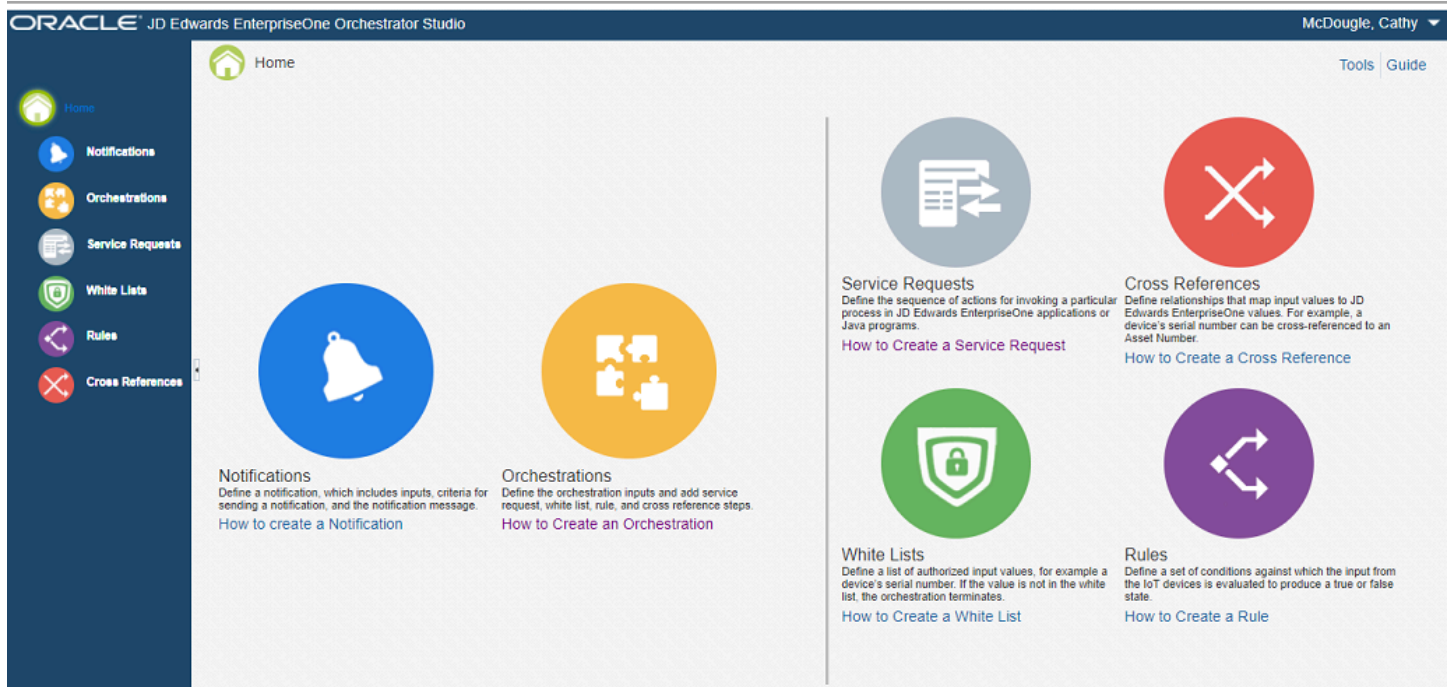 ORACLE® JD Edwards EnterpriseOne Orchestrator Studio
McDougle, Cathy
Home
Tools
Guide
Home
Notifications
Orchestrations
Service Requests
White Lists
Rules
Cross References
Notifications
Define a notification, which includes inputs, criteria for
sending a notification, and the notification message.
How to create a Notification
Orchestrations
Define the orchestration inputs and add service
request, white list, rule, and cross reference steps.
How to Create an Orchestration
Service Requests
Define the sequence of actions for invoking a particular
process in JD Edwards EnterpriseOne applications or
Java programs.
How to Create a Service Request
Cross References
Define relationships that map input values to JD
Edwards EnterpriseOne values. For example, a
device's serial number can be cross-referenced to an
Asset Number.
How to Create a Cross Reference
White Lists
Define a list of authorized input values, for example a
device's serial number. If the value is not in the white
list, the orchestration terminates.
How to Create a White List
Rules
Define a set of conditions against which the input from
the IoT devices is evaluated to produce a true or false
state.
How to Create a Rule